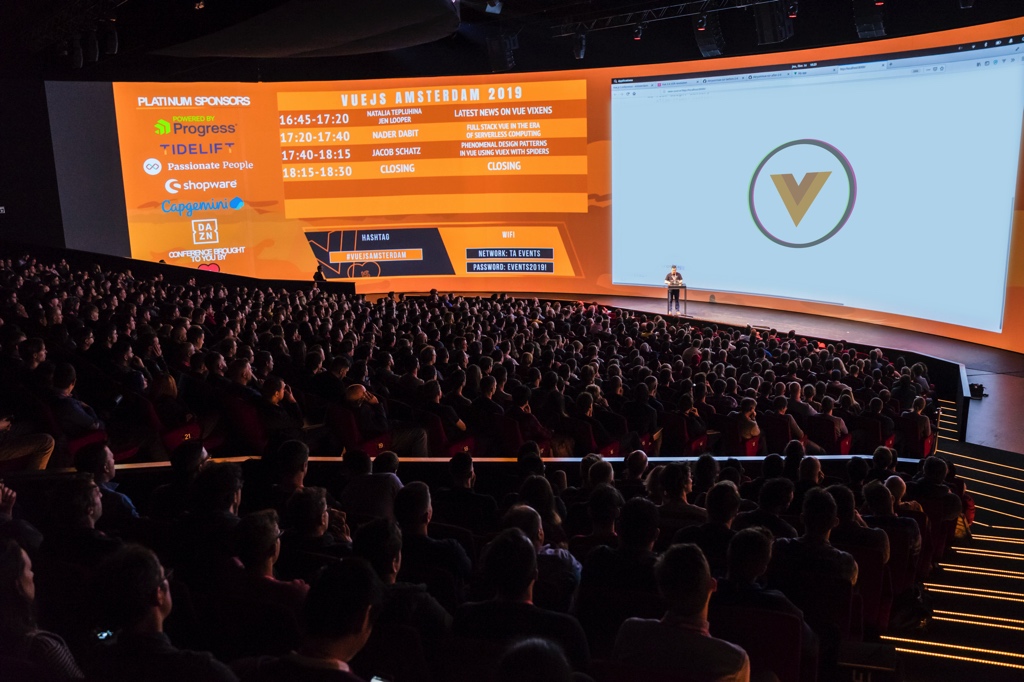 PLATINUM SPONSORS
POWERED BY
Progress
TIDELIFT
Passionate People
shopware
Capgemini
DA
ZN
CONFERENCE BROUGHT
TO YOU BY
VUEJS AMSTERDAM 2019
16:45-17:20 NATALIA TEPLUHINA JEN LOOPER LATEST NEWS ON VUE VIXENS
17:20-17:40 NADER DABIT FULL STACK VUE IN THE ERA OF SERVERLESS COMPUTING
17:40-18:15 JACOB SCHATZ PHENOMENAL DESIGN PATTERNS IN VUE USING VUEX WITH SPIDERS
18:15-18:30 CLOSING CLOSING
HASHTAG
#VUEJSAMSTERDAM
WIFI
NETWORK: TA EVENTS
PASSWORD: EVENTS2019!
21